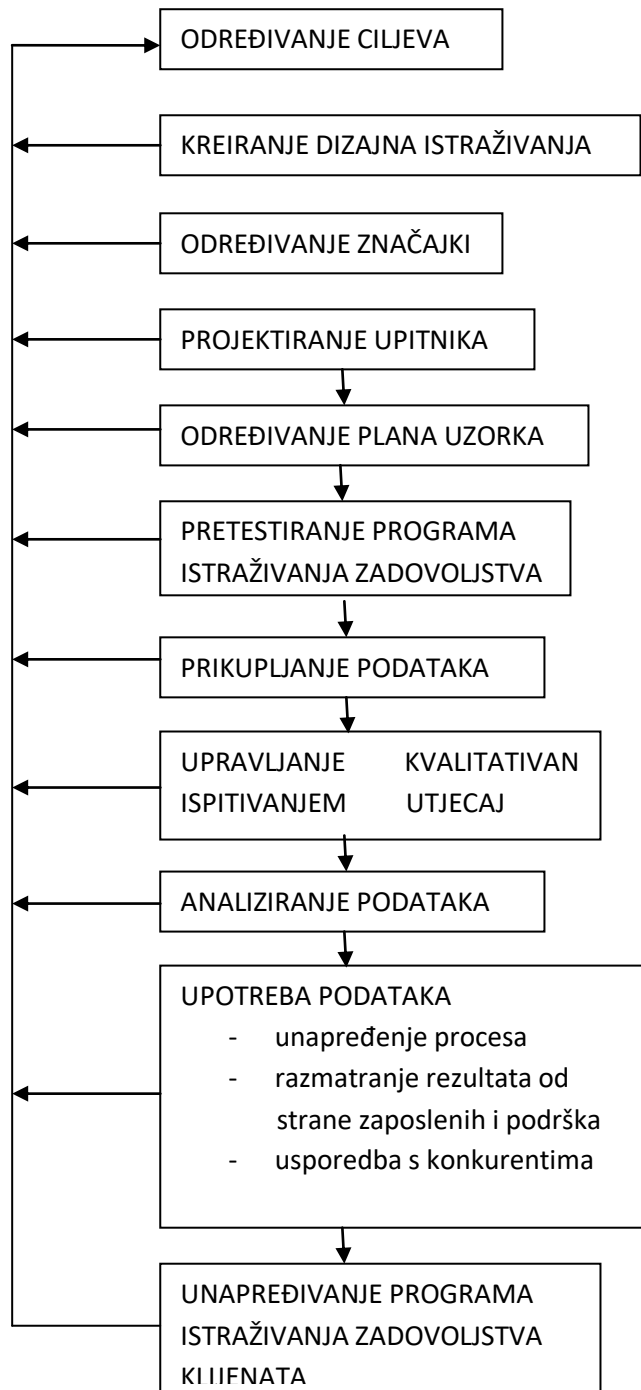 ODREĐIVANJE CILJEVA
KREIRANJE DIZAJNA ISTRAŽIVANJA
ODREĐIVANJE ZNAČAJKI
PROJEKTIRANJE UPITNIKA
ODREĐIVANJE PLANA UZORKA
PRETESTIRANJE PROGRAMA
ISTRAŽIVANJA ZADOVOLJSTVA
PRIKUPLJANJE PODATAKA
UPRAVLJANJE KVALITATIVAN
ISPITIVANJEM UTJECAJ
ANALIZIRANJE PODATAKA
UPOTREBA PODATAKA
- unapređenje procesa
- razmatranje rezultata od
strane zaposlenih i podrška
- usporedba s konkurentima
UNAPREĐIVANJE PROGRAMA
ISTRAŽIVANJA ZADOVOLJSTVA
KLIJENATA